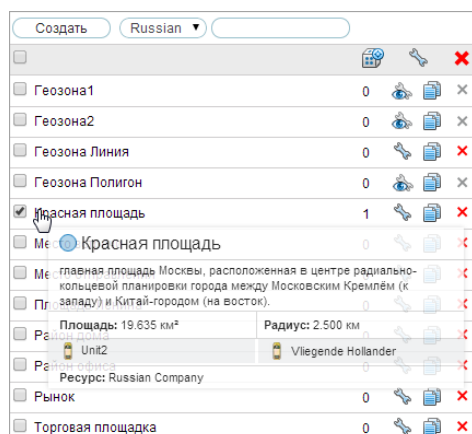 Создать Russian
Геозона1 0
Геозона2 0
Геозона Линия 0
Геозона Полигон 0
Красная площадь 1
Красная площадь
главная площадь Москвы, расположенная в центре радиально-
кольцевой планировки города между Московским Кремлём (к
западу) и Китай-городом (на восток).
Площадь: 19.635 км² Радиус: 2.500 км
Unit2 Vliegende Hollander
Район офиса
Ресурс: Russian Company
Рынок 0
Торговая площадка 0